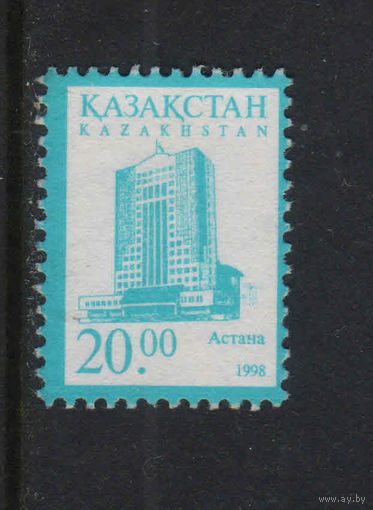 ҚАЗАҚСТАН
KAZAKHSTAN
20.00
Астана
1998
www.ay.by